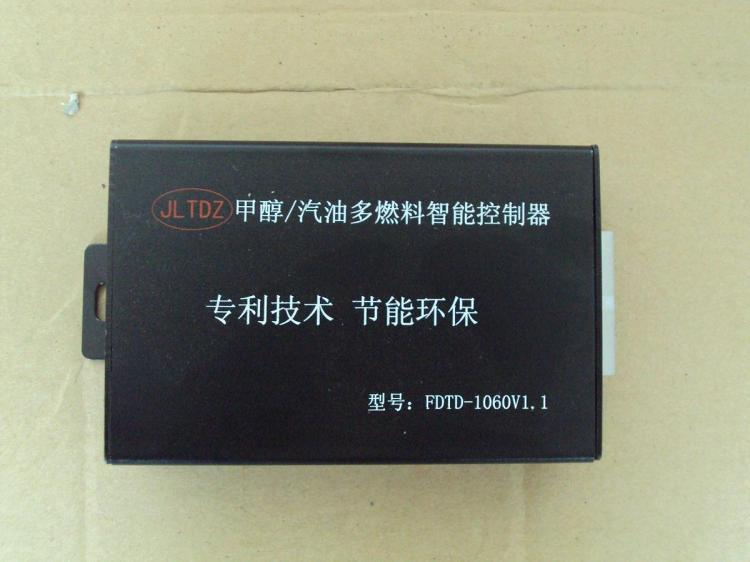 JLTDZ 甲醇/汽油多燃料智能控制器
专利技术 节能环保
型号：FDTD-1060V1.1